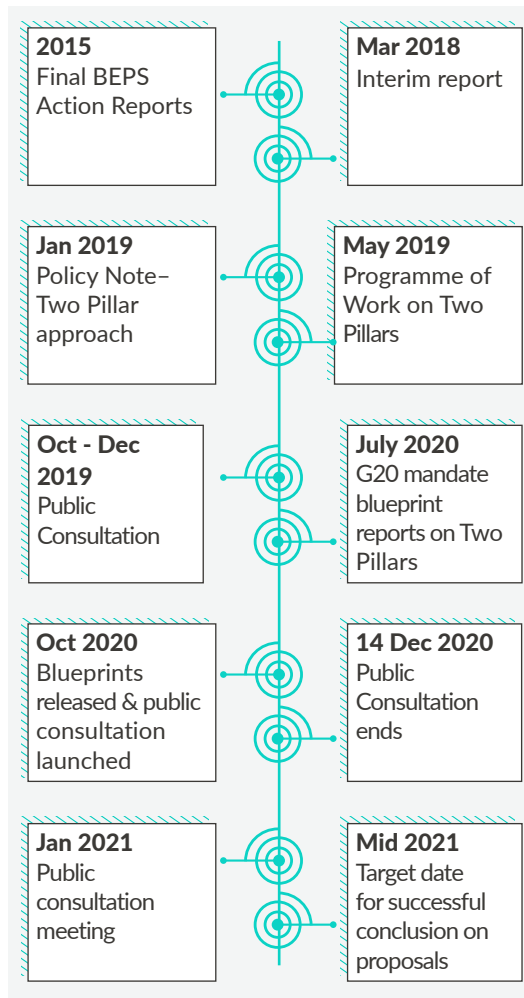 2015
Final BEPS
Action Reports
Mar 2018
Interim report
Jan 2019
Policy Note–
Two Pillar
approach
May 2019
Programme of
Work on Two
Pillars
Oct - Dec
2019
Public
Consultation
July 2020
G20 mandate
blueprint
reports on Two
Pillars
Oct 2020
Blueprints
released & public
consultation
launched
14 Dec 2020
Public
Consultation
ends
Jan 2021
Public
consultation
meeting
Mid 2021
Target date
for successful
conclusion on
proposals